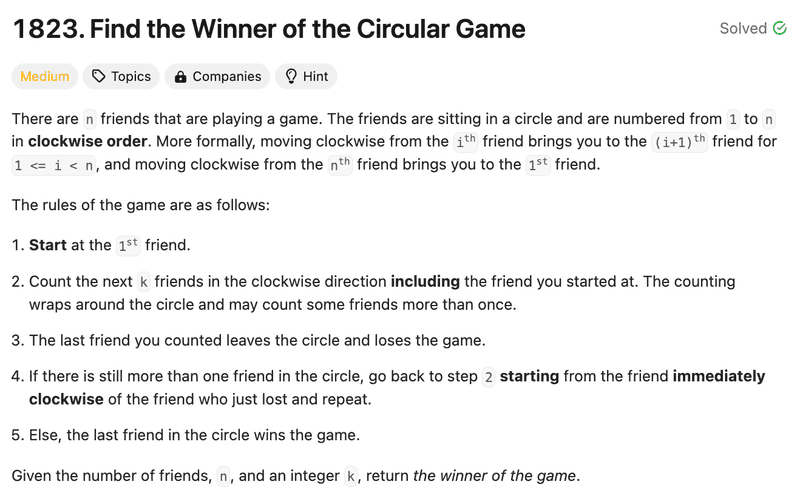 1823. Find the Winner of the Circular Game
Solved
Medium Topics Companies Hint
There are n friends that are playing a game. The friends are sitting in a circle and are numbered from 1 to n
in clockwise order. More formally, moving clockwise from the iᵗʰ friend brings you to the (i+1)ᵗʰ friend for
1 <= i < n, and moving clockwise from the nᵗʰ friend brings you to the 1ˢᵗ friend.
The rules of the game are as follows:
1. Start at the 1ˢᵗ friend.
2. Count the next k friends in the clockwise direction including the friend you started at. The counting
wraps around the circle and may count some friends more than once.
3. The last friend you counted leaves the circle and loses the game.
4. If there is still more than one friend in the circle, go back to step 2 starting from the friend immediately
clockwise of the friend who just lost and repeat.
5. Else, the last friend in the circle wins the game.
Given the number of friends, n, and an integer k, return the winner of the game.